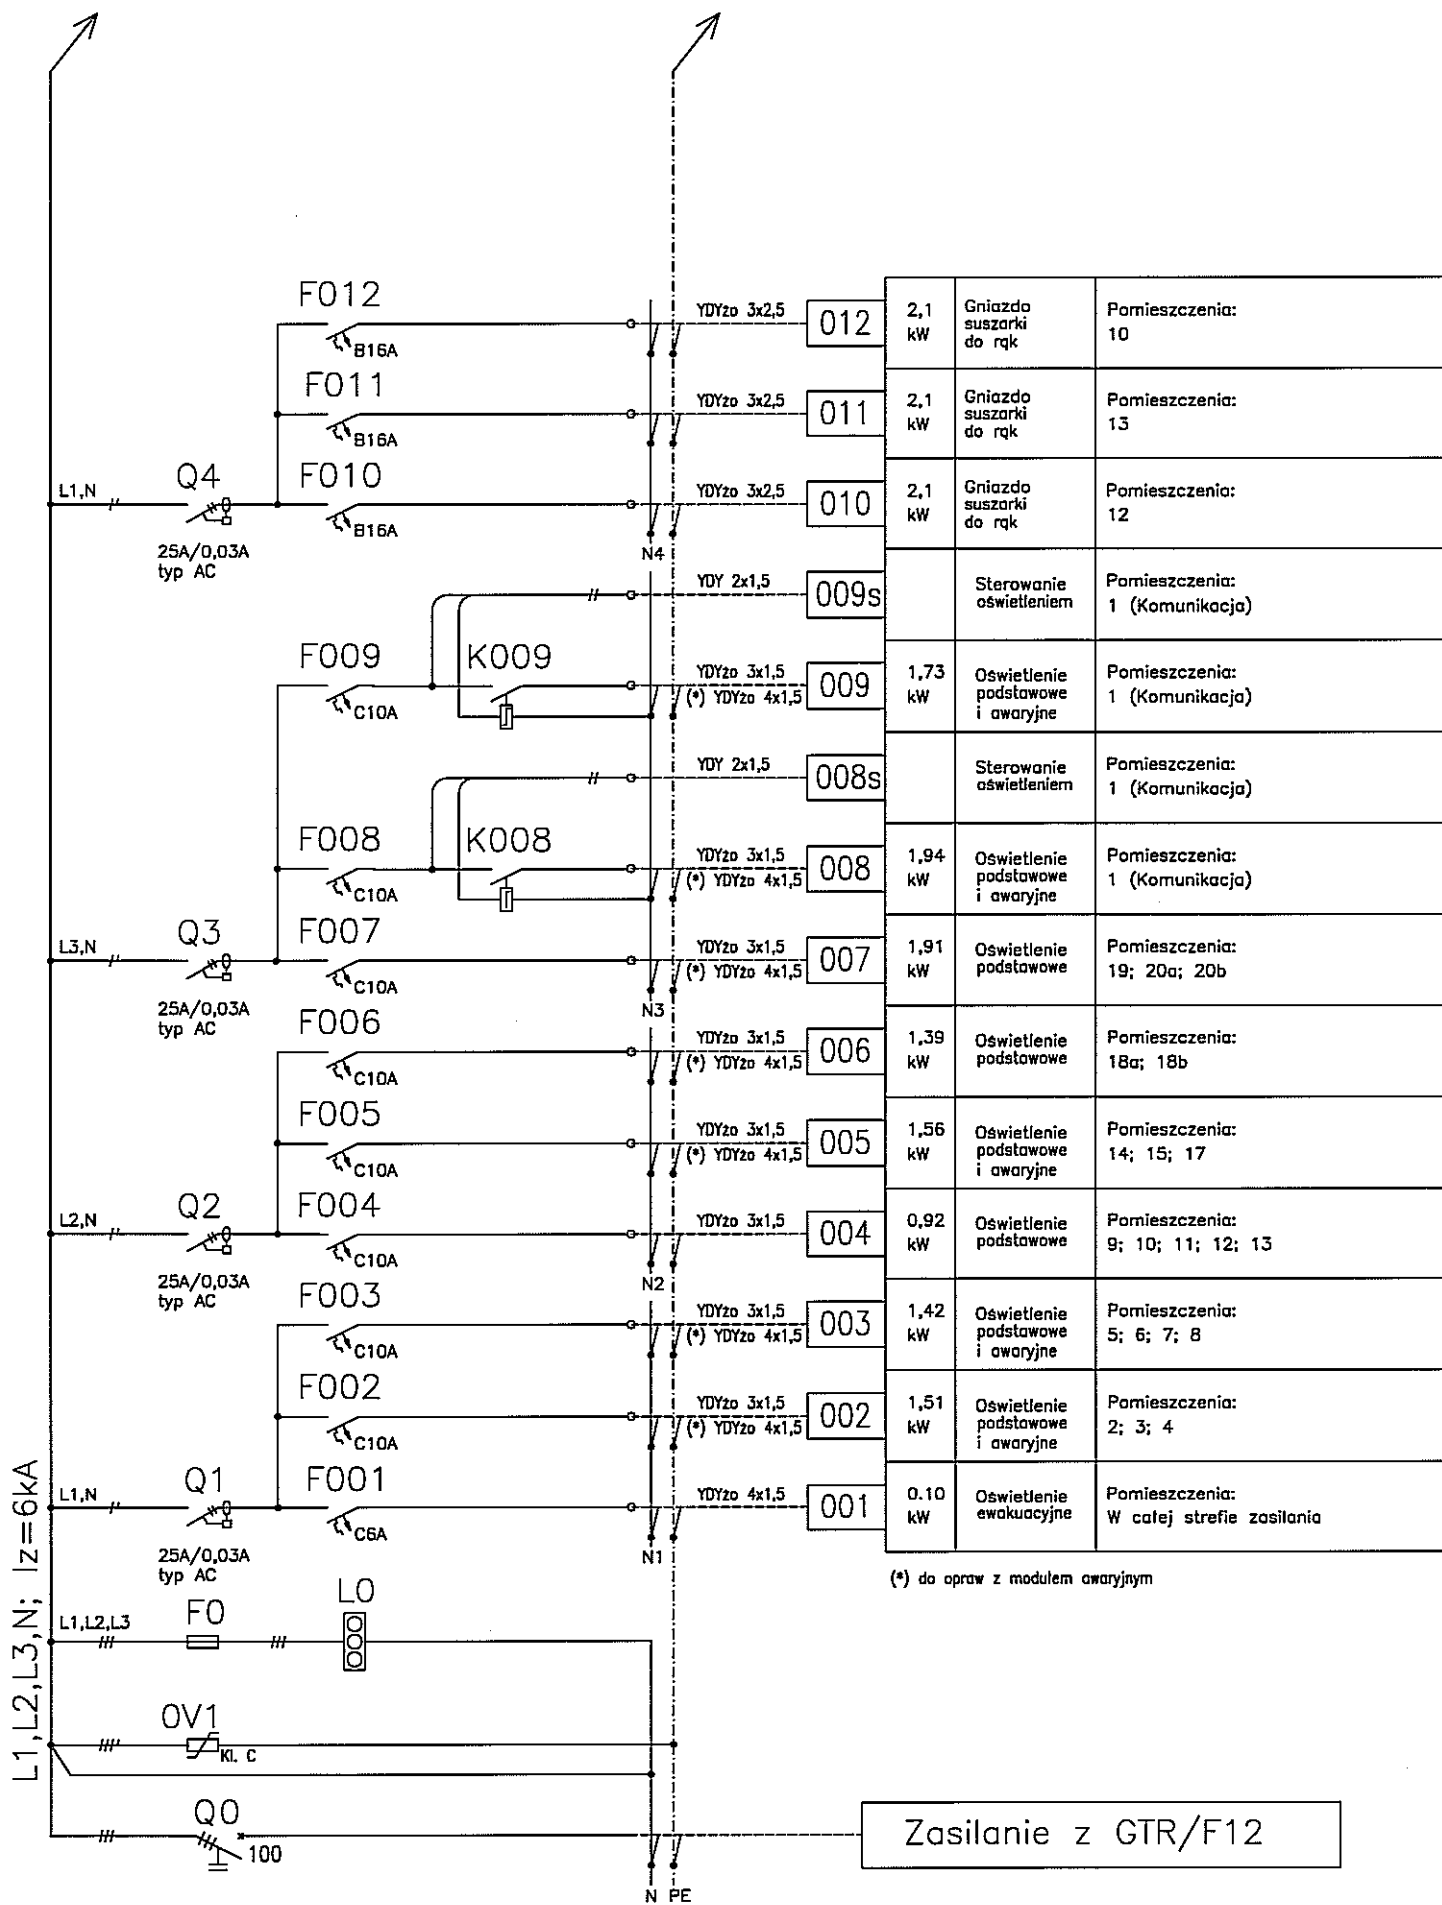 F012
B16A
YDYżo 3x2,5
012
2,1
kW
Gniazdo
suszarki
do rąk
Pomieszczenia:
10
F011
B16A
YDYżo 3x2,5
011
2,1
kW
Gniazdo
suszarki
do rąk
Pomieszczenia:
13
L1,N
Q4
25A/0,03A
typ AC
F010
B16A
YDYżo 3x2,5
N4
010
2,1
kW
Gniazdo
suszarki
do rąk
Pomieszczenia:
12
YDY 2x1,5
009s
Sterowanie
oświetleniem
Pomieszczenia:
1 (Komunikacja)
F009
C10A
K009
YDYżo 3x1,5
(*) YDYżo 4x1,5
009
1,73
kW
Oświetlenie
podstawowe
i awaryjne
Pomieszczenia:
1 (Komunikacja)
YDY 2x1,5
008s
Sterowanie
oświetleniem
Pomieszczenia:
1 (Komunikacja)
F008
C10A
K008
YDYżo 3x1,5
(*) YDYżo 4x1,5
008
1,94
kW
Oświetlenie
podstawowe
i awaryjne
Pomieszczenia:
1 (Komunikacja)
L3,N
Q3
25A/0,03A
typ AC
F007
C10A
YDYżo 3x1,5
(*) YDYżo 4x1,5
N3
007
1,91
kW
Oświetlenie
podstawowe
Pomieszczenia:
19; 20a; 20b
F006
C10A
YDYżo 3x1,5
(*) YDYżo 4x1,5
006
1,39
kW
Oświetlenie
podstawowe
Pomieszczenia:
18a; 18b
F005
C10A
YDYżo 3x1,5
(*) YDYżo 4x1,5
005
1,56
kW
Oświetlenie
podstawowe
i awaryjne
Pomieszczenia:
14; 15; 17
L2,N
Q2
25A/0,03A
typ AC
F004
C10A
YDYżo 3x1,5
N2
004
0,92
kW
Oświetlenie
podstawowe
Pomieszczenia:
9; 10; 11; 12; 13
F003
C10A
YDYżo 3x1,5
(*) YDYżo 4x1,5
003
1,42
kW
Oświetlenie
podstawowe
i awaryjne
Pomieszczenia:
5; 6; 7; 8
F002
C10A
YDYżo 3x1,5
(*) YDYżo 4x1,5
002
1,51
kW
Oświetlenie
podstawowe
i awaryjne
Pomieszczenia:
2; 3; 4
L1,N
Q1
25A/0,03A
typ AC
F001
C6A
YDYżo 4x1,5
N1
001
0.10
kW
Oświetlenie
ewakuacyjne
Pomieszczenia:
W całej strefie zasilania
(*) do opraw z modułem awaryjnym
L1,L2,L3,N; Iz=6kA
L1,L2,L3
F0
L0
0V1
Kl. C
Q0
100
N PE
Zasilanie z GTR/F12